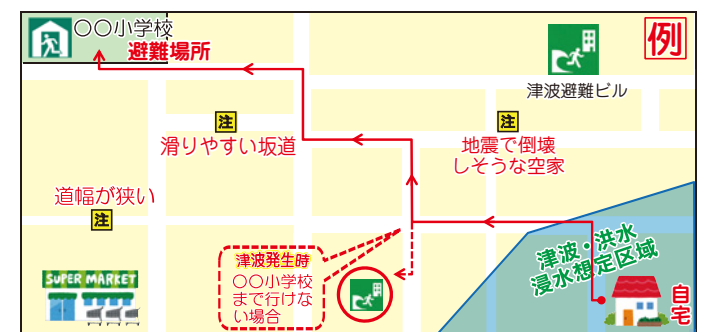 〇〇小学校
避難場所
例
津波避難ビル
注
滑りやすい坂道
注
地震で倒壊
しそうな空家
道幅が狭い
注
津波・洪水
浸水想定区域
津波発生時
〇〇小学校
まで行けな
い場合
SUPER MARKET
自宅